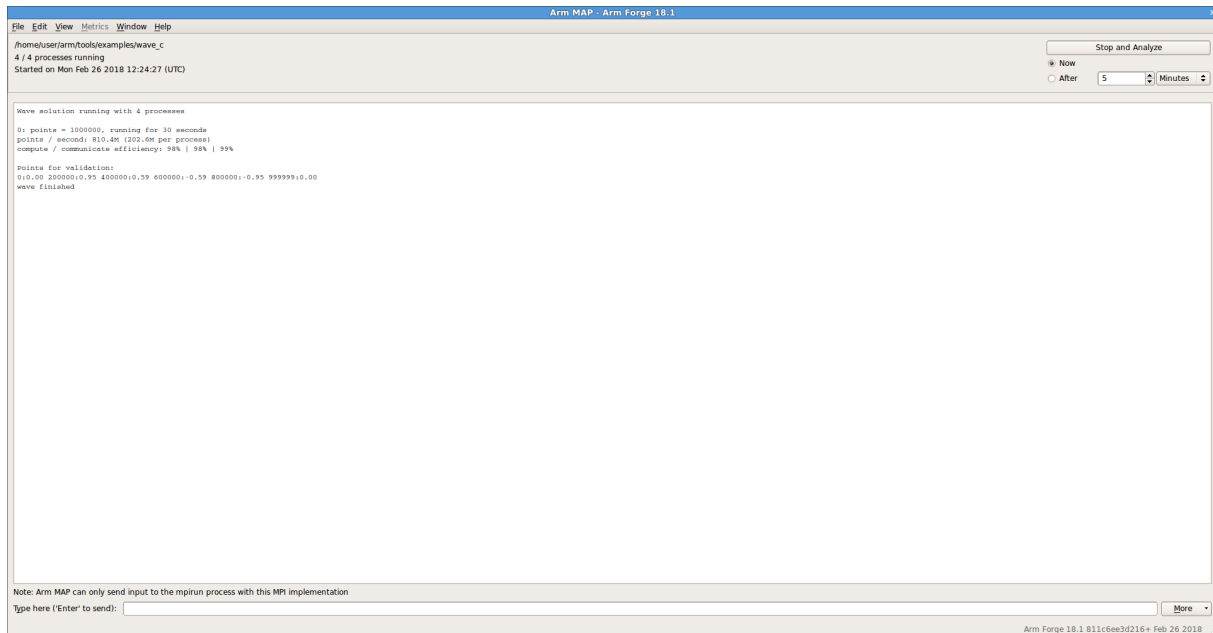 Arm MAP - Arm Forge 18.1
File Edit View Metrics Window Help
/home/user/arm/tools/examples/wave_c
4 / 4 processes running
Started on Mon Feb 26 2018 12:24:27 (UTC)
Stop and Analyze
Now
After 5 Minutes
Wave solution running with 4 processes
0: points = 1000000, running for 30 seconds
points / second: 810.4M (202.6M per process)
compute / communicate efficiency: 98% | 98% | 99%
Points for validation:
0:0.00 200000:0.95 400000:0.59 600000:-0.59 800000:-0.95 999999:0.00
wave finished
Note: Arm MAP can only send input to the mpirun process with this MPI implementation
Type here ('Enter' to send): More
Arm Forge 18.1 811c6ee3d216+ Feb 26 2018